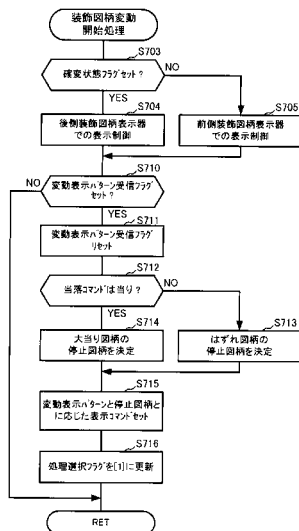 装飾図柄変動
開始処理
S703
確変状態フラグセット？
NO
YES
S704
後側装飾図柄表示器
での表示制御
S705
前側装飾図柄表示器
での表示制御
S710
NO
変動表示パターン受信フラグ
セット？
YES
S711
変動表示パターン受信フラグ
リセット
S712
当落コマンドは当り？
NO
YES
S714
大当り図柄の
停止図柄を決定
S713
はずれ図柄の
停止図柄を決定
S715
変動表示パターンと停止図柄と
に応じた表示コマンドセット
S716
処理選択フラグを[1]に更新
RET